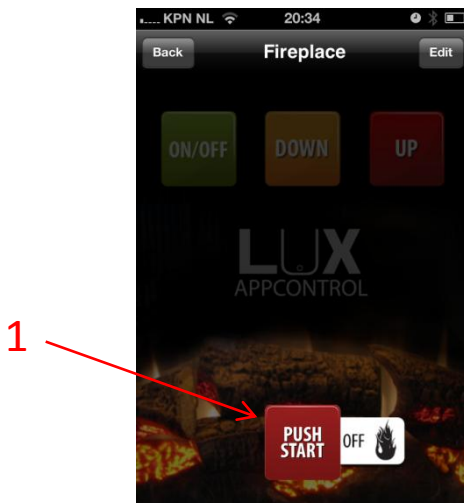 ..... KPN NL 20:34
Back Fireplace Edit
ON/OFF DOWN UP
LUX
APPCONTROL
1
PUSH
START OFF